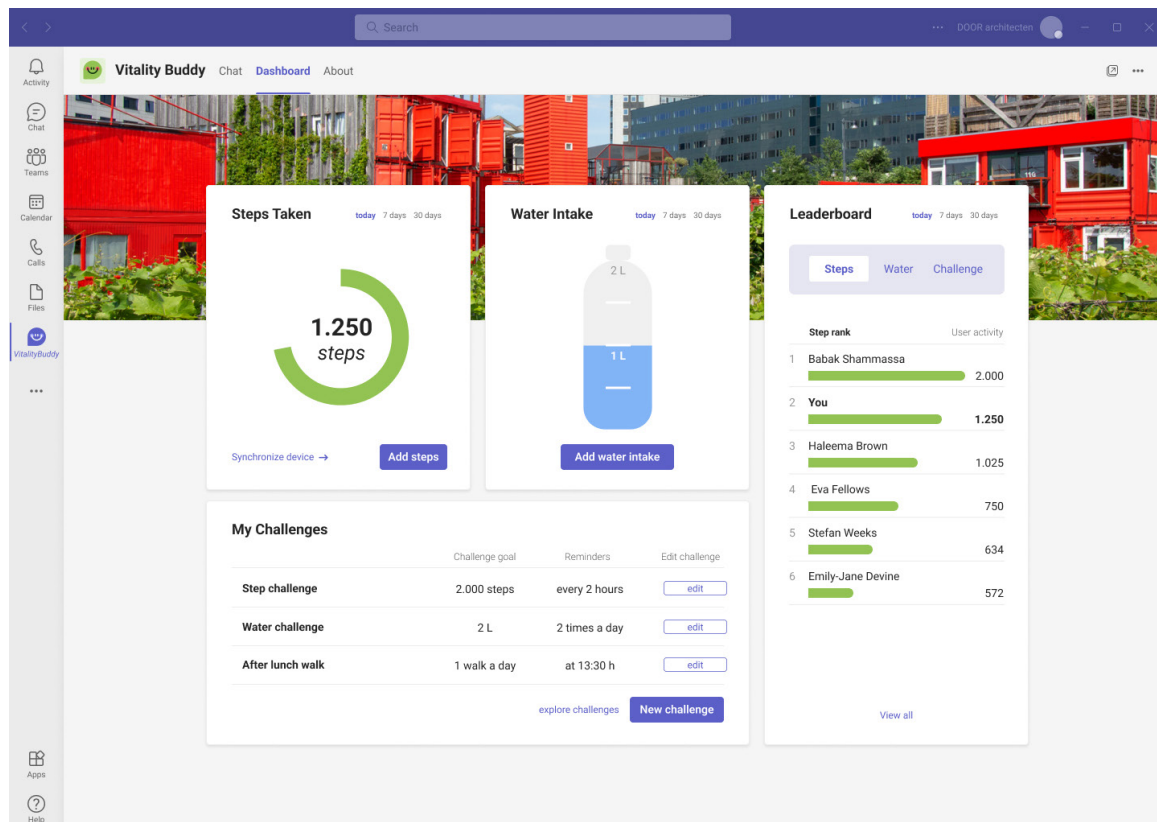 Search
DOOR architecten
Activity
Chat
Teams
Calendar
Calls
Files
VitalityBuddy
Apps
Help
Vitality Buddy Chat Dashboard About
116
Steps Taken today 7 days 30 days
1.250
steps
Synchronize device → Add steps
Water Intake today 7 days 30 days
2 L
1 L
Add water intake
My Challenges
Challenge goal Reminders Edit challenge
Step challenge 2.000 steps every 2 hours edit
Water challenge 2 L 2 times a day edit
After lunch walk 1 walk a day at 13:30 h edit
explore challenges New challenge
Leaderboard today 7 days 30 days
Steps Water Challenge
Step rank User activity
1 Babak Shammassa
2.000
2 You
1.250
3 Haleema Brown
1.025
4 Eva Fellows
750
5 Stefan Weeks
634
6 Emily-Jane Devine
572
View all